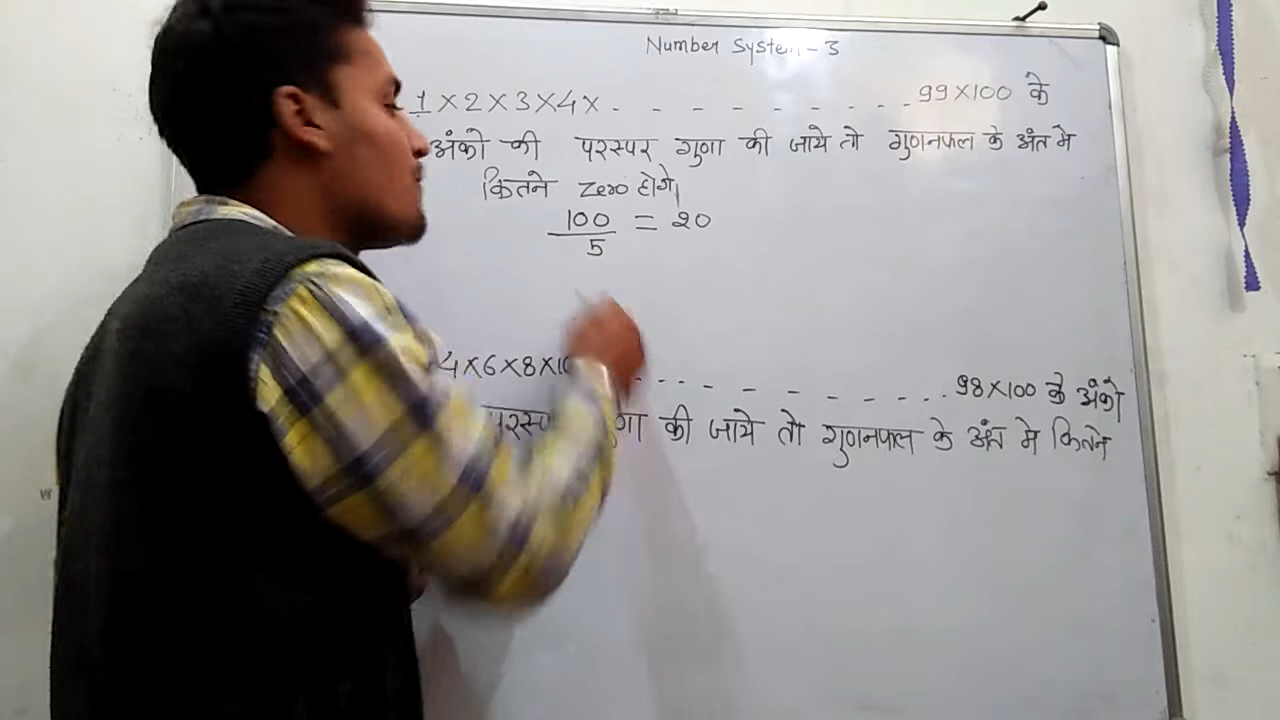 Number System - 3
1 × 2 × 3 × 4 × - - - - - - - - - - 99 × 100 के
अंको की परस्पर गुणा की जाये तो गुणनफल के अंत मे
कितने zero होगे।
100/5 = 20
4 × 6 × 8 × - - - - - - - - - 98 × 100 के अंको
की जाये तो गुणनफल के अंत मे कितने